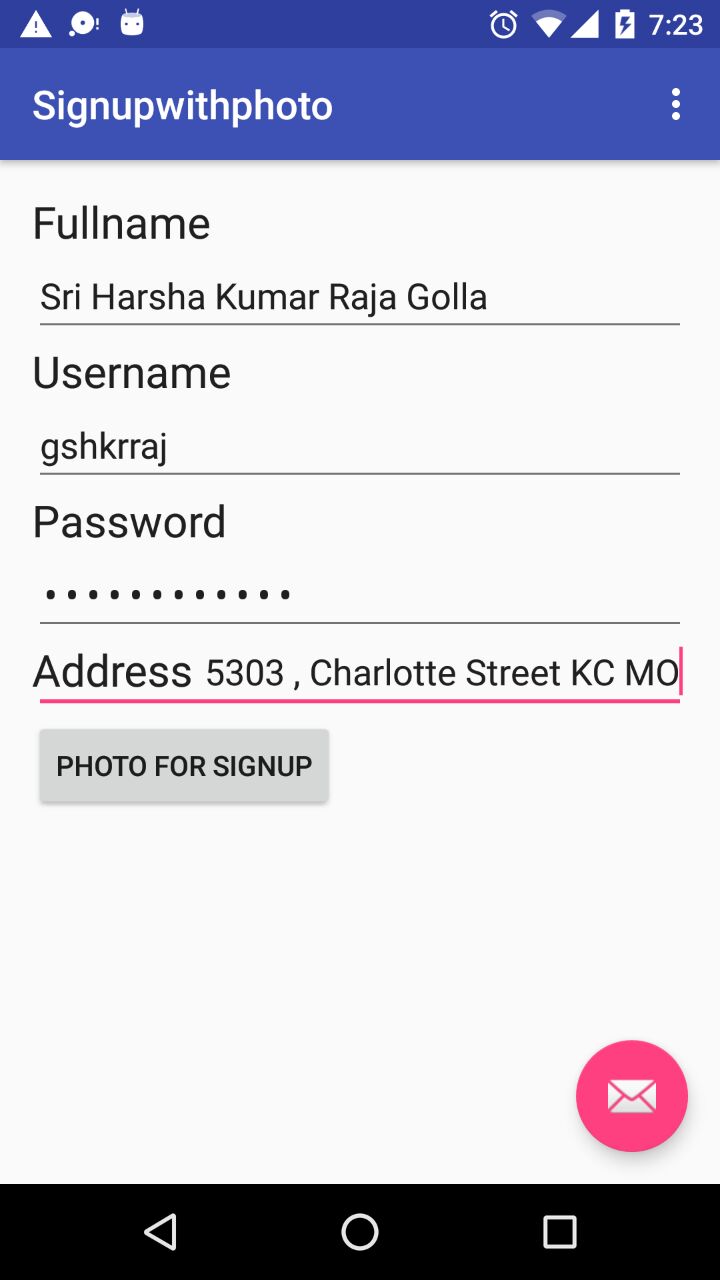 7:23
Signupwithphoto
Fullname
Sri Harsha Kumar Raja Golla
Username
gshkrraj
Password
••••••••••••
Address 5303 , Charlotte Street KC MO
PHOTO FOR SIGNUP